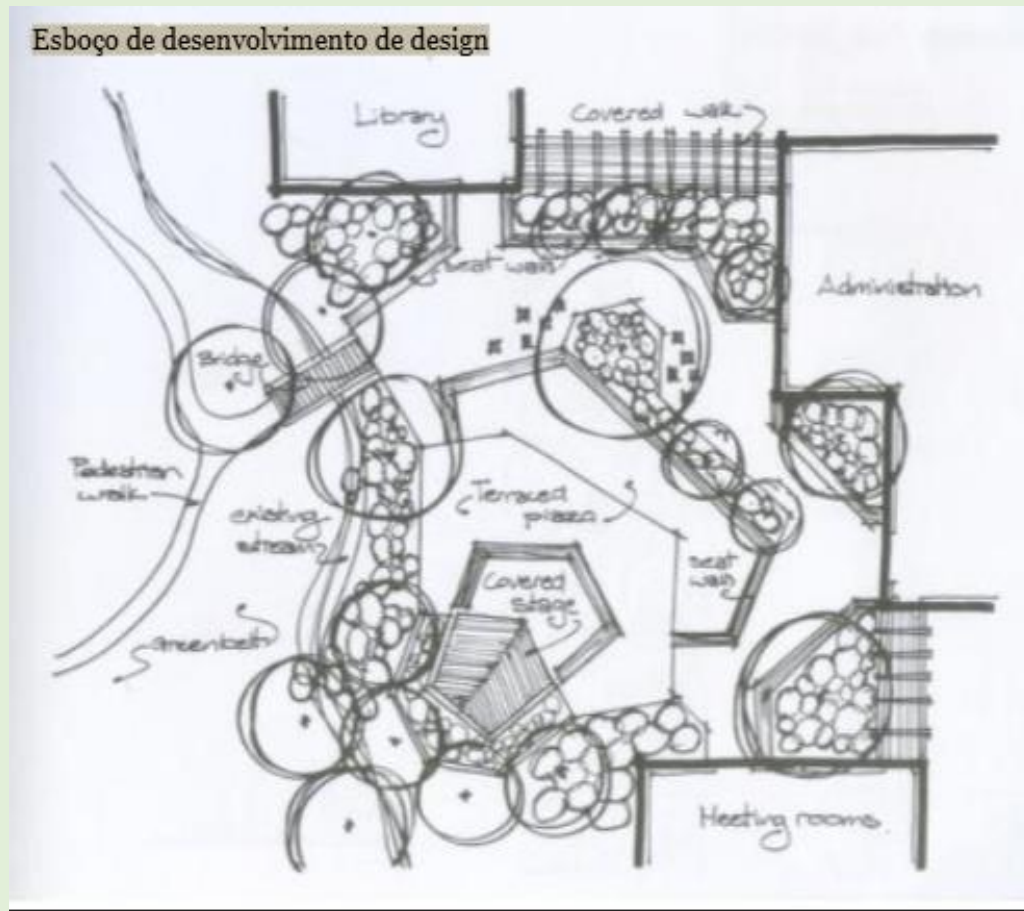 Esboço de desenvolvimento de design
Library
Covered walk
seat wall
Administration
Bridge
Pedestrian
walk
existing
stream
Terraced
plaza
seat
wall
Covered
stage
Greenbelt
Meeting rooms